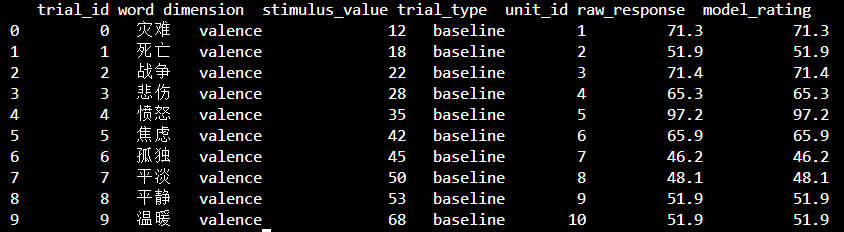 trial_id word dimension stimulus_value trial_type unit_id raw_response model_rating
0 0 灾难 valence 12 baseline 1 71.3 71.3
1 1 死亡 valence 18 baseline 2 51.9 51.9
2 2 战争 valence 22 baseline 3 71.4 71.4
3 3 悲伤 valence 28 baseline 4 65.3 65.3
4 4 愤怒 valence 35 baseline 5 97.2 97.2
5 5 焦虑 valence 42 baseline 6 65.9 65.9
6 6 孤独 valence 45 baseline 7 46.2 46.2
7 7 平淡 valence 50 baseline 8 48.1 48.1
8 8 平静 valence 53 baseline 9 51.9 51.9
9 9 温暖 valence 68 baseline 10 51.9 51.9